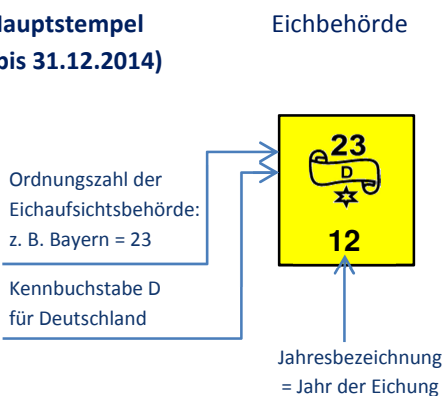 Hauptstempel
bis 31.12.2014)
Eichbehörde
Ordnungszahl der
Eichaufsichtsbehörde:
z. B. Bayern = 23
Kennbuchstabe D
für Deutschland
23
D
12
Jahresbezeichnung
= Jahr der Eichung